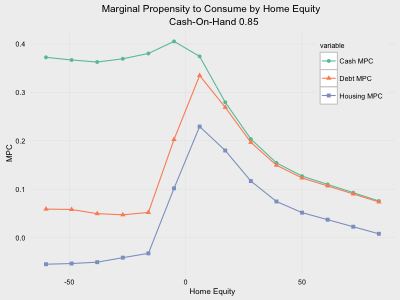 Marginal Propensity to Consume by Home Equity
Cash-On-Hand 0.85
variable
Cash MPC
Debt MPC
Housing MPC
0.4
0.3
0.2
0.1
0.0
MPC
-50
0
50
Home Equity